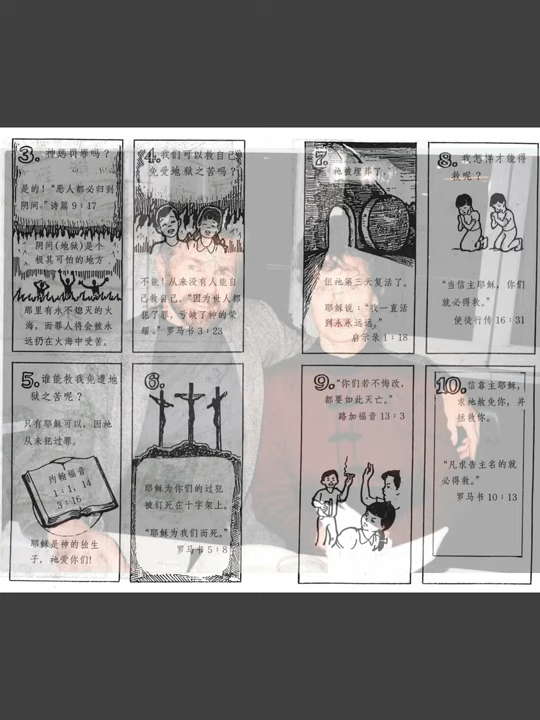 3.神惩罚罪吗？
是的！“恶人都必归到
阴间。”诗篇 9：17
阴间(地狱)是个
极其可怕的地方，
那里有永不熄灭的火
海，而罪人将会被永
远扔在火海中受苦。
4.我们可以救自己
免受地狱之苦吗？
不能！从来没有人能自
己救自己。“因为世人都
犯了罪，亏缺了神的荣
耀。”罗马书 3：23
5.谁能救我免遭地
狱之苦呢？
只有耶稣可以，因祂
从未犯过罪。
约翰福音
1：1，14
3：16
耶稣是神的独生
子，祂爱你们！
6.
耶稣为你们的过犯
被钉死在十字架上。
“耶稣为我们而死。”
罗马书 5：8
7.
祂被埋葬了，
但祂第三天复活了。
耶稣说：“我一直活
到永永远远。”
启示录 1：18
8.我怎样才能得
救呢？
“当信主耶稣，你们
就必得救。”
使徒行传 16：31
9.“你们若不悔改，
都要如此灭亡。”
路加福音 13：3
10.信靠主耶稣，
求祂赦免你，并
拯救你。
“凡求告主名的就
必得救。”
罗马书 10：13